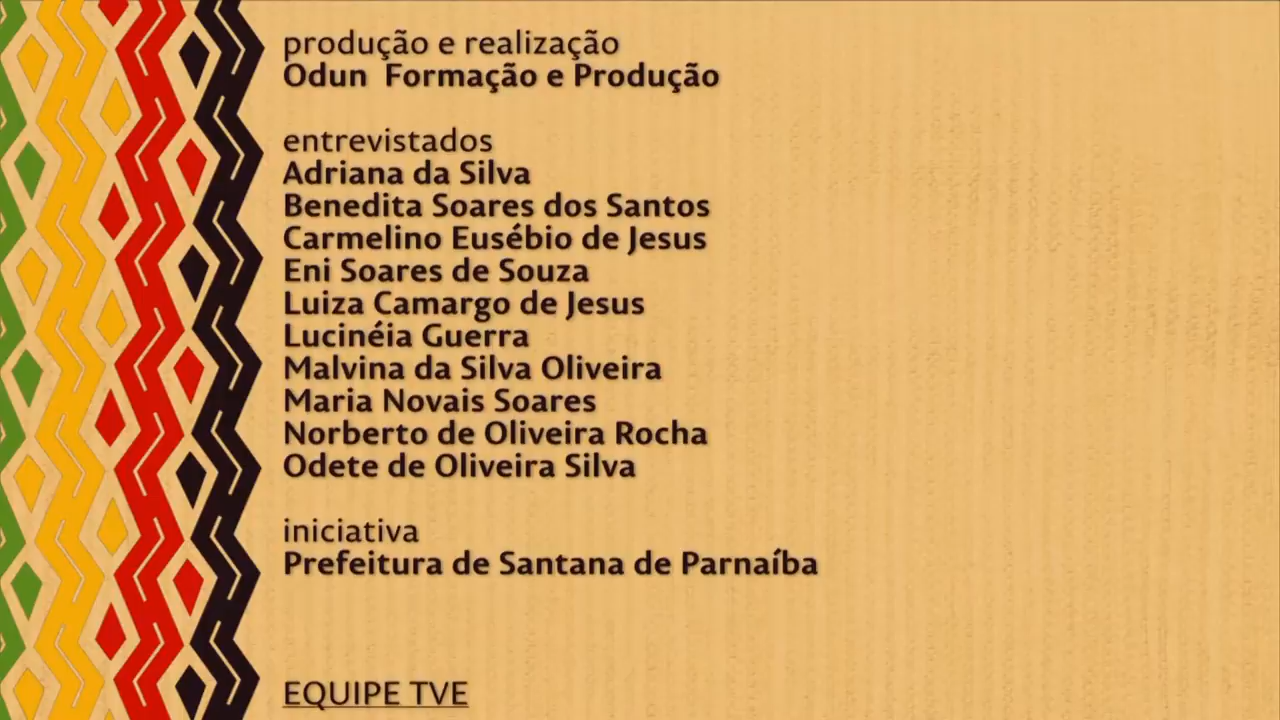 produção e realização
Odun Formação e Produção
entrevistados
Adriana da Silva
Benedita Soares dos Santos
Carmelino Eusébio de Jesus
Eni Soares de Souza
Luiza Camargo de Jesus
Lucinéia Guerra
Malvina da Silva Oliveira
Maria Novais Soares
Norberto de Oliveira Rocha
Odete de Oliveira Silva
iniciativa
Prefeitura de Santana de Parnaíba
EQUIPE TVE